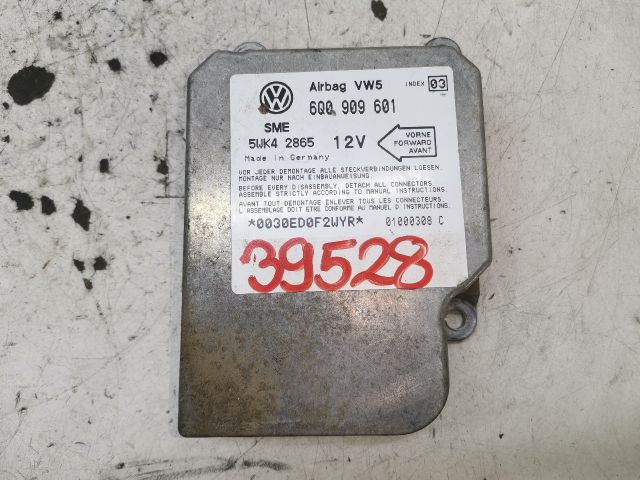 Airbag VW5 INDEX 03
6Q0 909 601
SME
5WK4 2865 12V
VORNE
FORWARD
AVANT
Made in Germany
VOR JEDER DEMONTAGE ALLE STECKVERBINDUNGEN LOESEN.
MONTAGE NUR NACH EINBAUANWEISUNG.
BEFORE EVERY DISASSEMBLY, DETACH ALL CONNECTORS.
ASSEMBLE STRICTLY ACCORDING TO MANUAL INSTRUCTIONS.
AVANT TOUT DEMONTAGE ENLEVER TOUS LES CONNECTEURS.
L'ASSEMBLAGE DOIT ETRE CONFORME AU MANUEL D'INSTRUCTIONS.
*0030ED0F2WYR* 01000308 C
39528